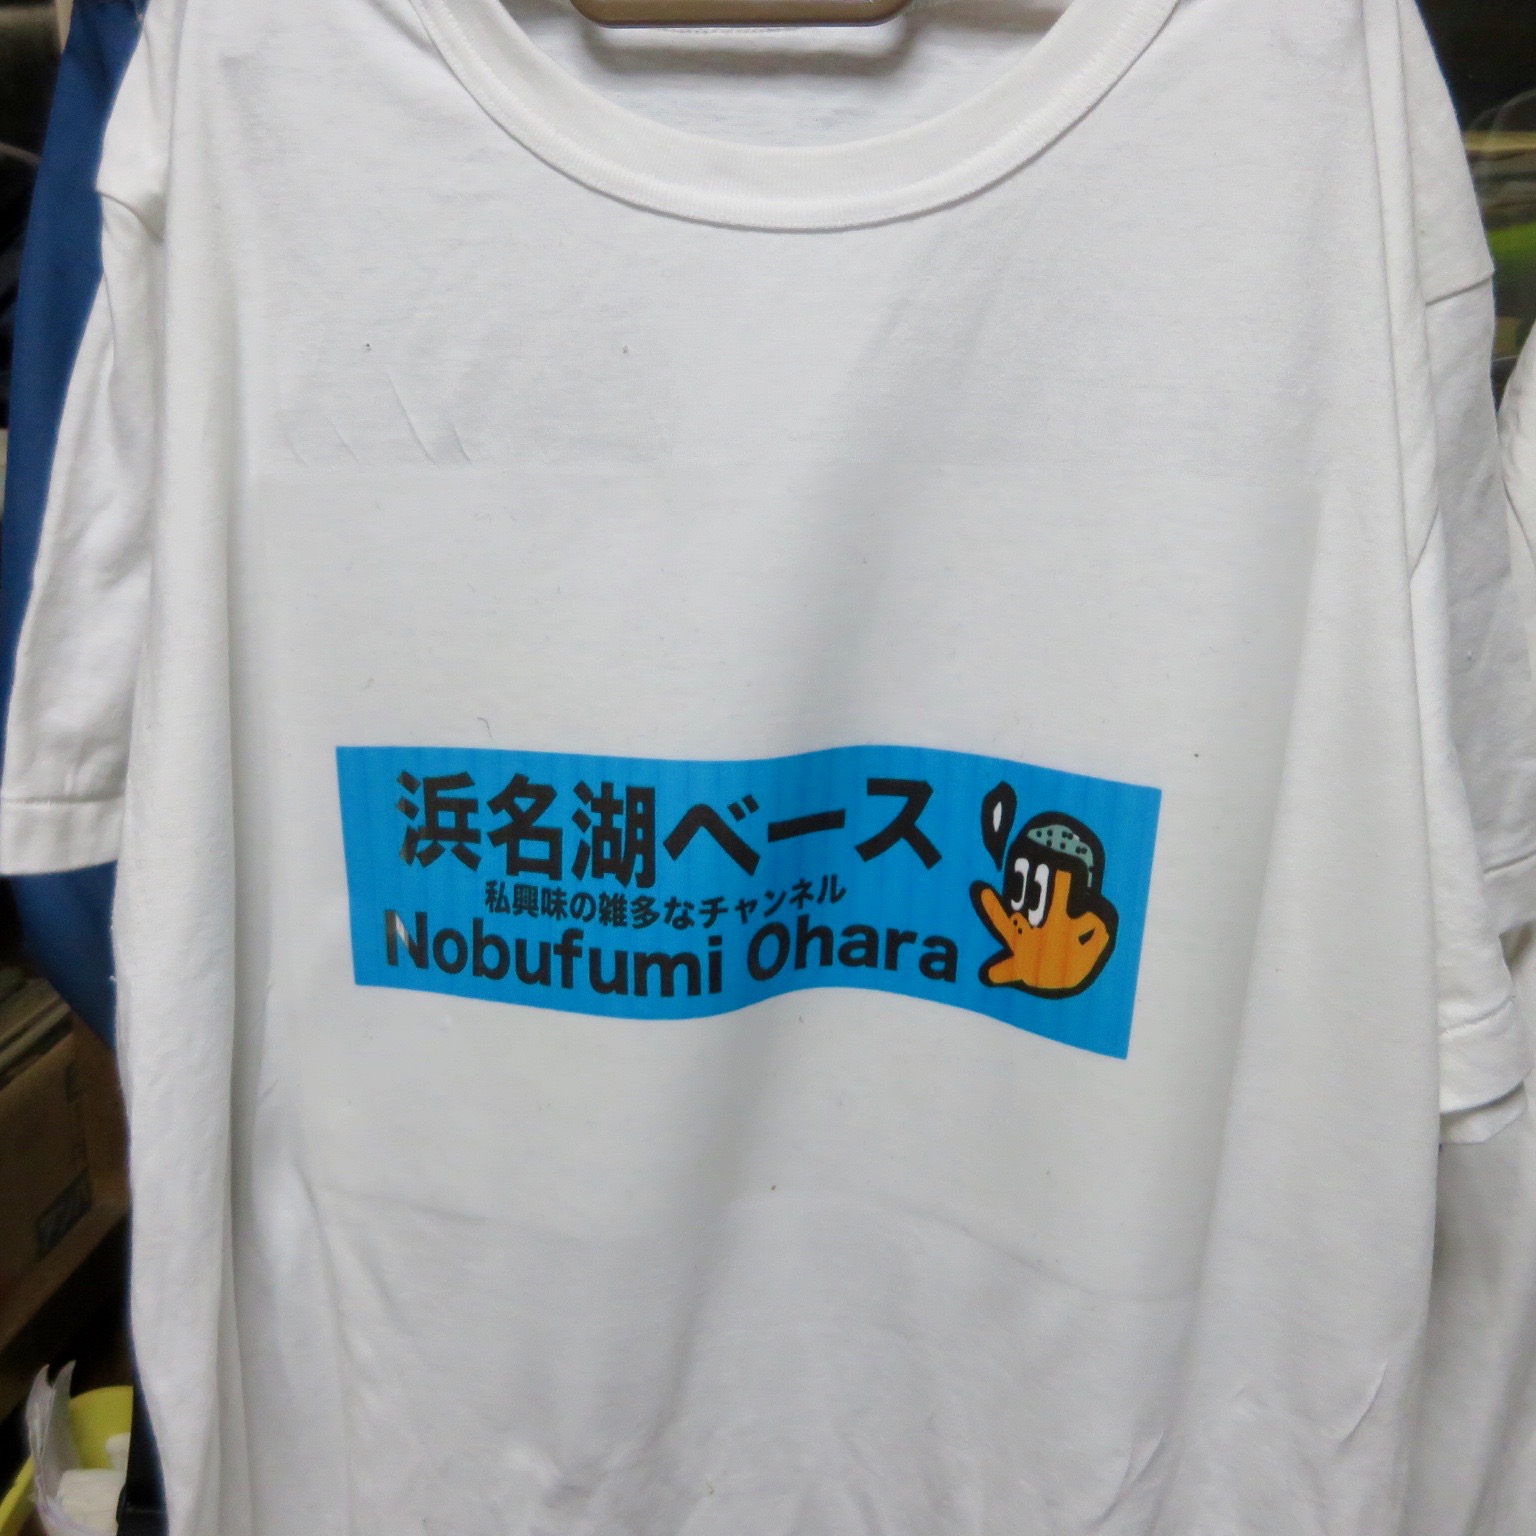 浜名湖ベース
私興味の雑多なチャンネル
Nobufumi Ohara